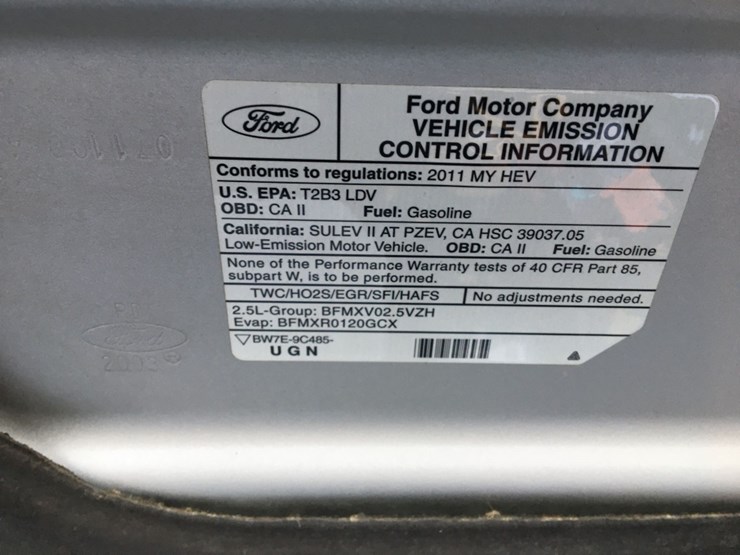 Ford
Ford Motor Company
VEHICLE EMISSION
CONTROL INFORMATION
Conforms to regulations: 2011 MY HEV
U.S. EPA: T2B3 LDV
OBD: CA II Fuel: Gasoline
California: SULEV II AT PZEV, CA HSC 39037.05
Low-Emission Motor Vehicle. OBD: CA II Fuel: Gasoline
None of the Performance Warranty tests of 40 CFR Part 85,
subpart W, is to be performed.
TWC/HO2S/EGR/SFI/HAFS No adjustments needed.
2.5L-Group: BFMXV02.5VZH
Evap: BFMXR0120GCX
BW7E-9C485-
UGN
Ford